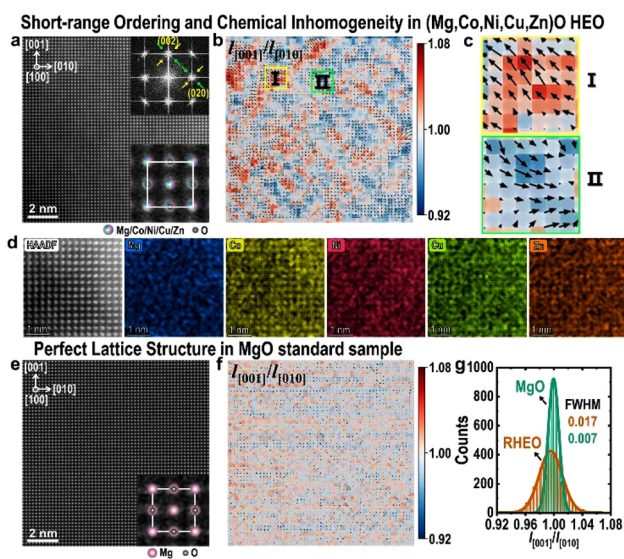 Short-range Ordering and Chemical Inhomogeneity in (Mg,Co,Ni,Cu,Zn)O HEO
a
[001]
[010]
[100]
(002)
(020)
2 nm
Mg/Co/Ni/Cu/Zn O
b
l[001]/l[010]
I
II
1.08
1.00
0.92
c
I
II
d
HAADF
Mg
Co
Ni
Cu
Zn
1 nm
1 nm
1 nm
1 nm
1 nm
1 nm
Perfect Lattice Structure in MgO standard sample
e
[001]
[010]
[100]
2 nm
Mg O
f
l[001]/l[010]
1.08
1.00
0.92
g
1000
800
600
400
200
0
Counts
MgO
FWHM
0.017
0.007
RHEO
0.92 0.96 1.00 1.04 1.08
l[001]/l[010]